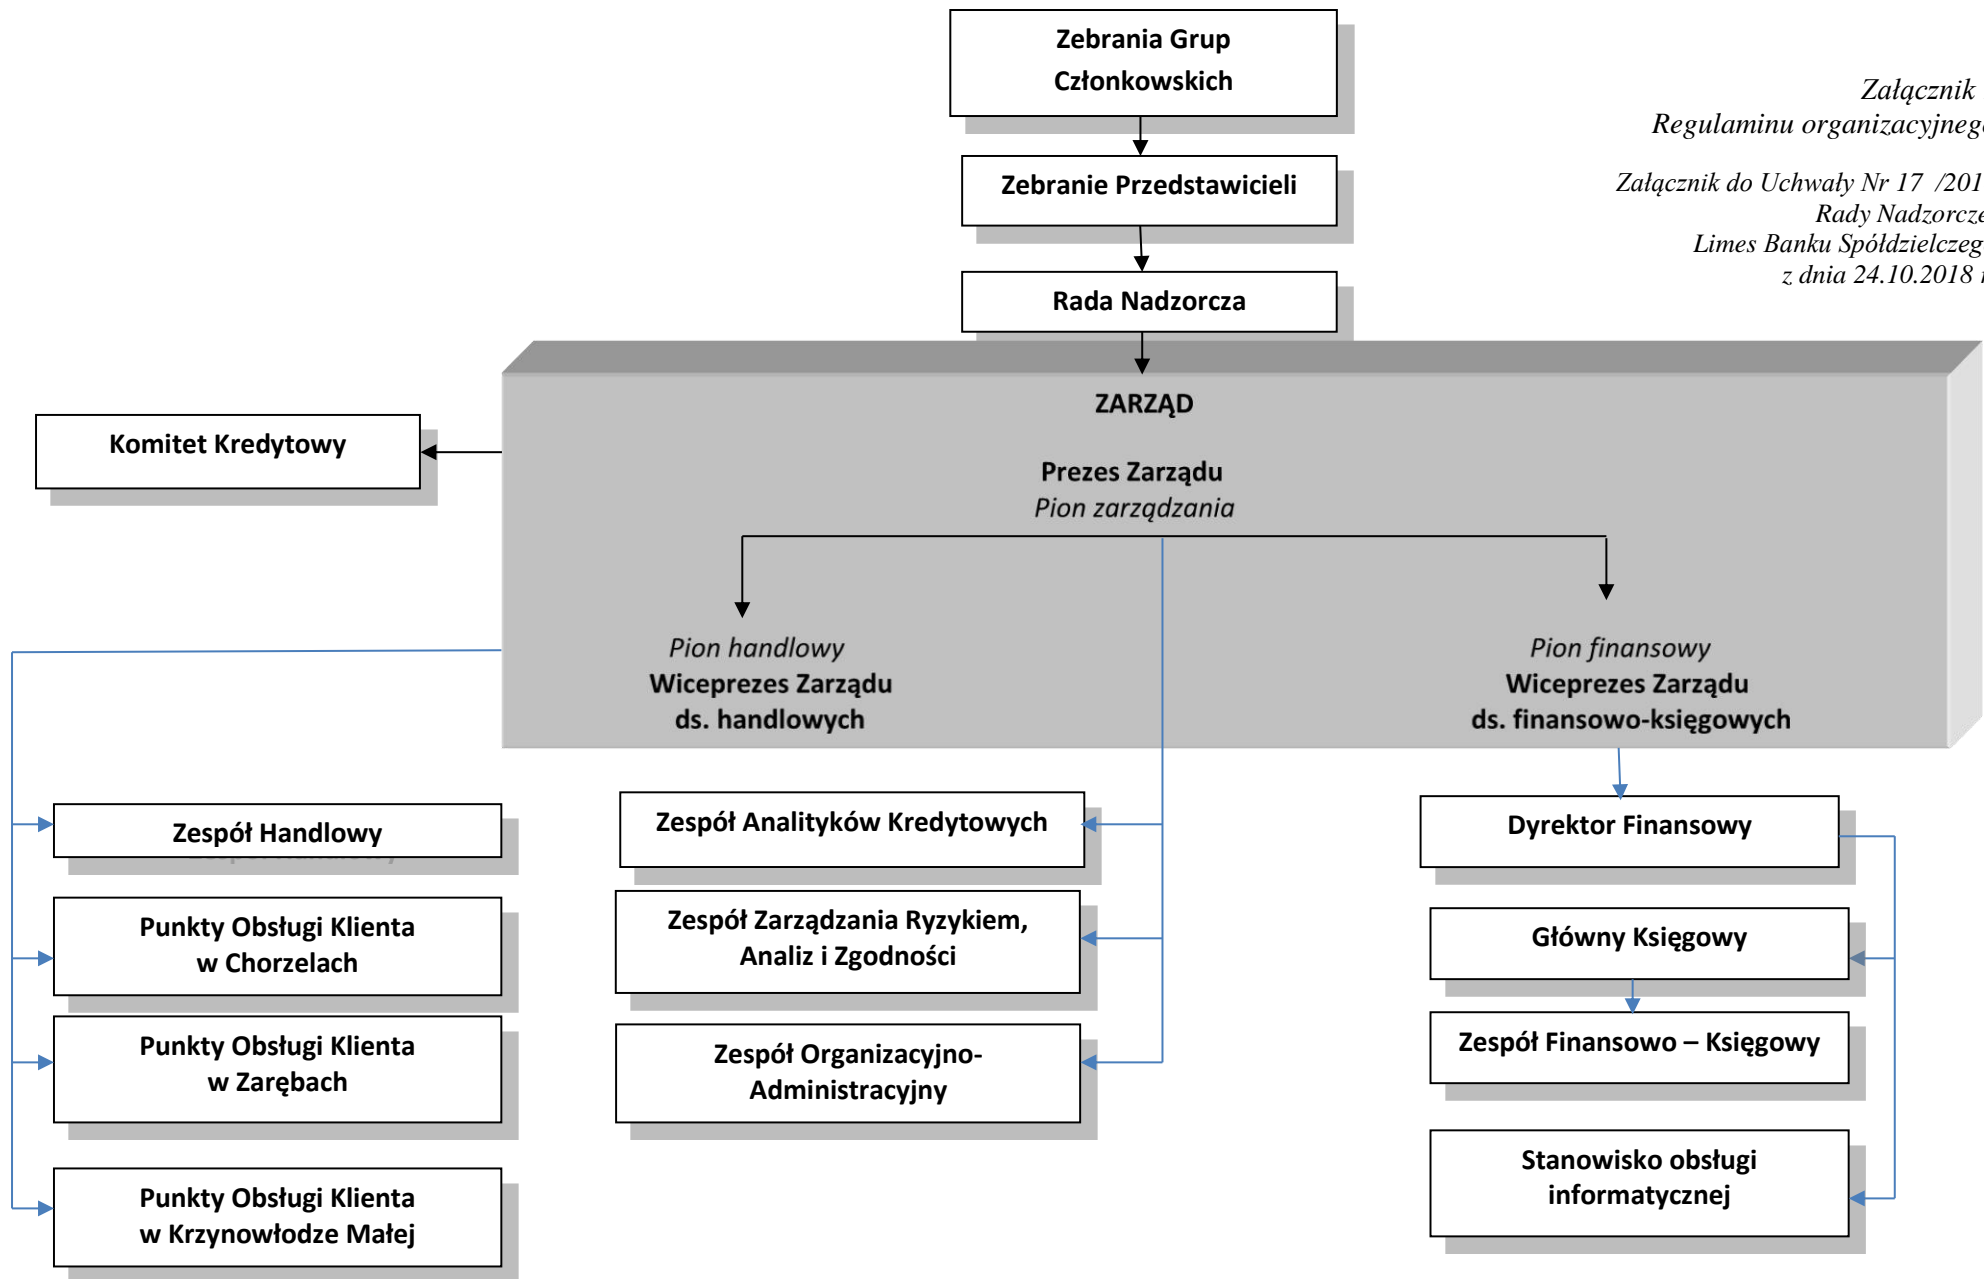 Zebrania Grup
Członkowskich
Załącznik
Regulaminu organizacyjnego
Zebranie Przedstawicieli
Załącznik do Uchwały Nr 17 /201
Rady Nadzorcze
Limes Banku Spółdzielczeg
z dnia 24.10.2018 r
Rada Nadzorcza
ZARZĄD
Komitet Kredytowy
Prezes Zarządu
Pion zarządzania
Pion handlowy
Wiceprezes Zarządu
ds. handlowych
Pion finansowy
Wiceprezes Zarządu
ds. finansowo-księgowych
Zespół Handlowy
Punkty Obsługi Klienta
w Chorzelach
Punkty Obsługi Klienta
w Zarębach
Punkty Obsługi Klienta
w Krzynowłodze Małej
Zespół Analityków Kredytowych
Zespół Zarządzania Ryzykiem,
Analiz i Zgodności
Zespół Organizacyjno-
Administracyjny
Dyrektor Finansowy
Główny Księgowy
Zespół Finansowo – Księgowy
Stanowisko obsługi
informatycznej